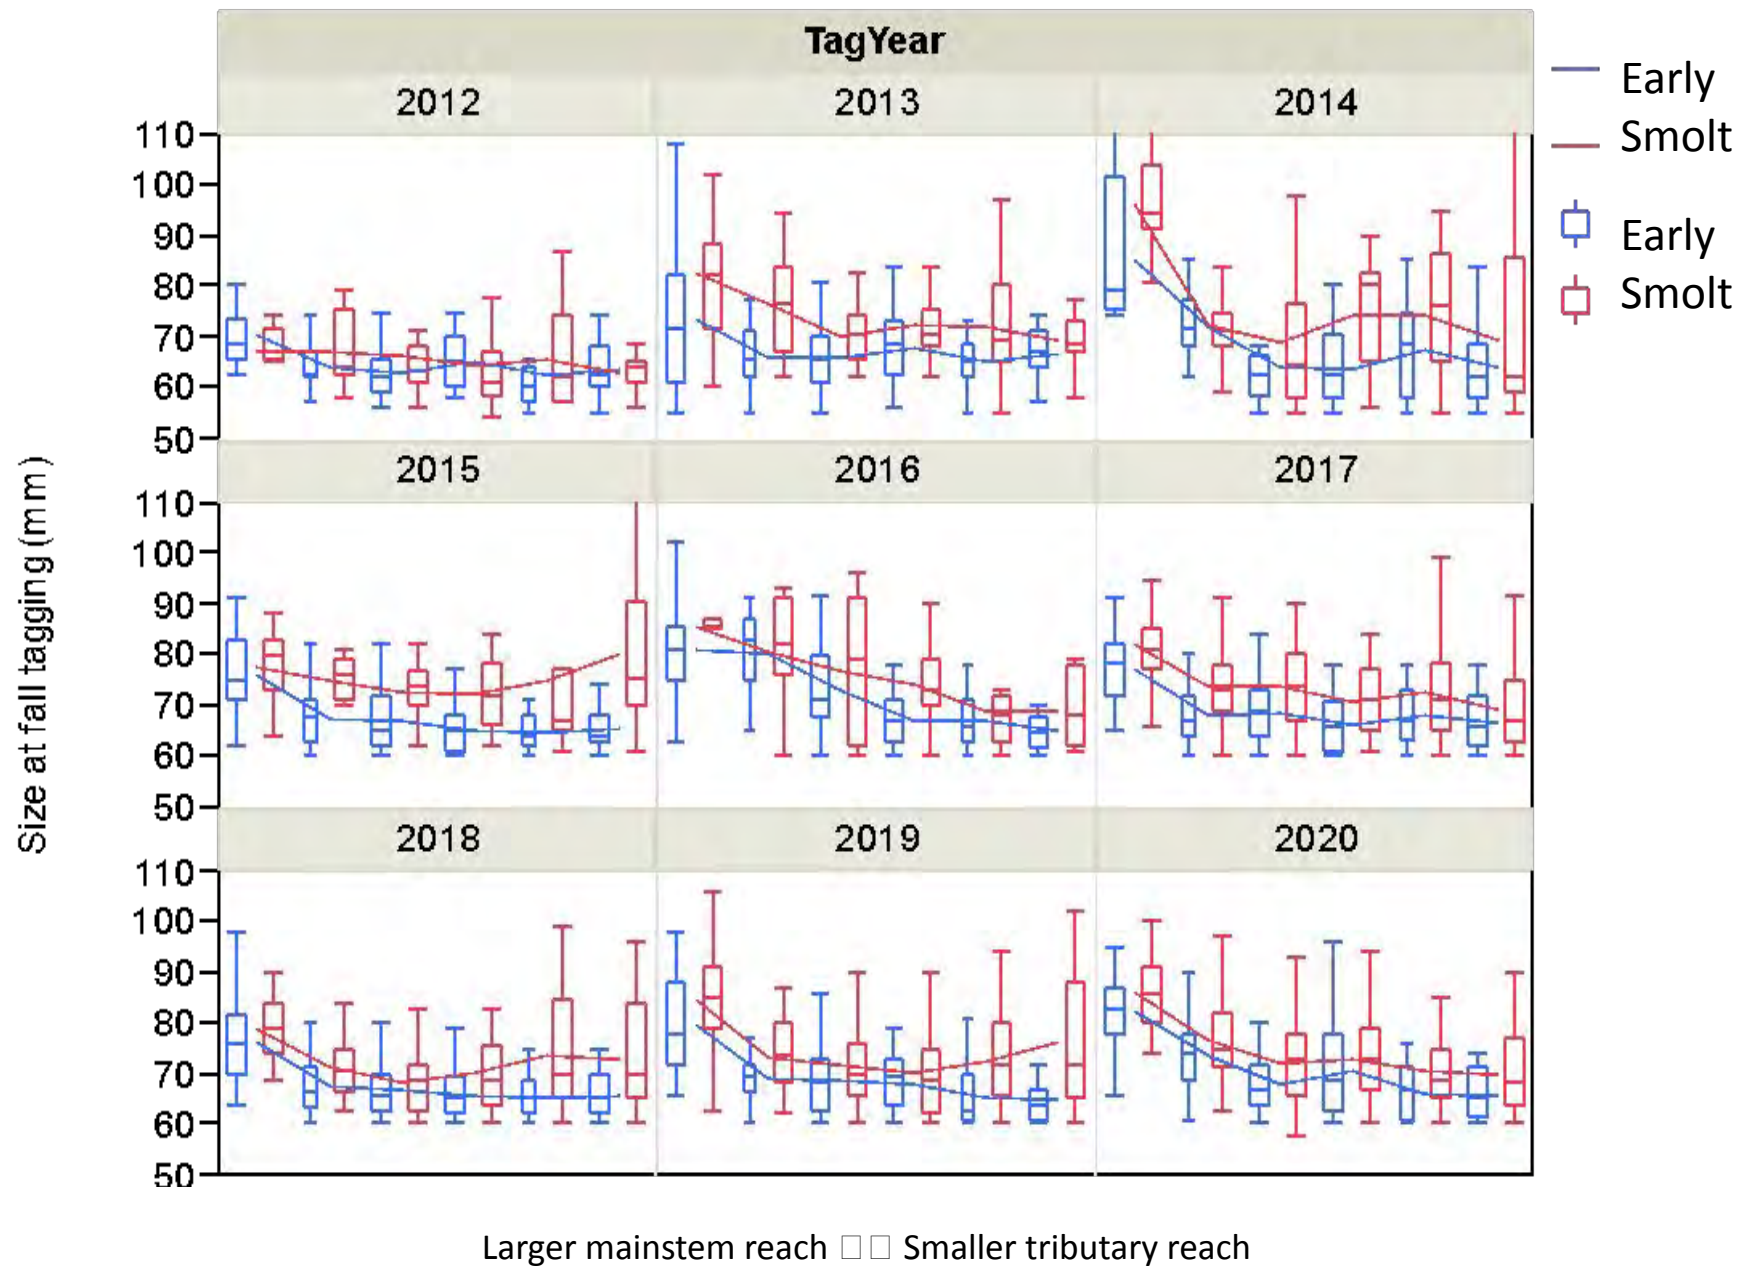 TagYear
2012 2013 2014
Early
Smolt
Early
Smolt
110
100
90
80
70
60
50
2015 2016 2017
110
100
90
80
70
60
50
2018 2019 2020
110
100
90
80
70
60
50
Size at fall tagging (mm)
Larger mainstem reach □□ Smaller tributary reach